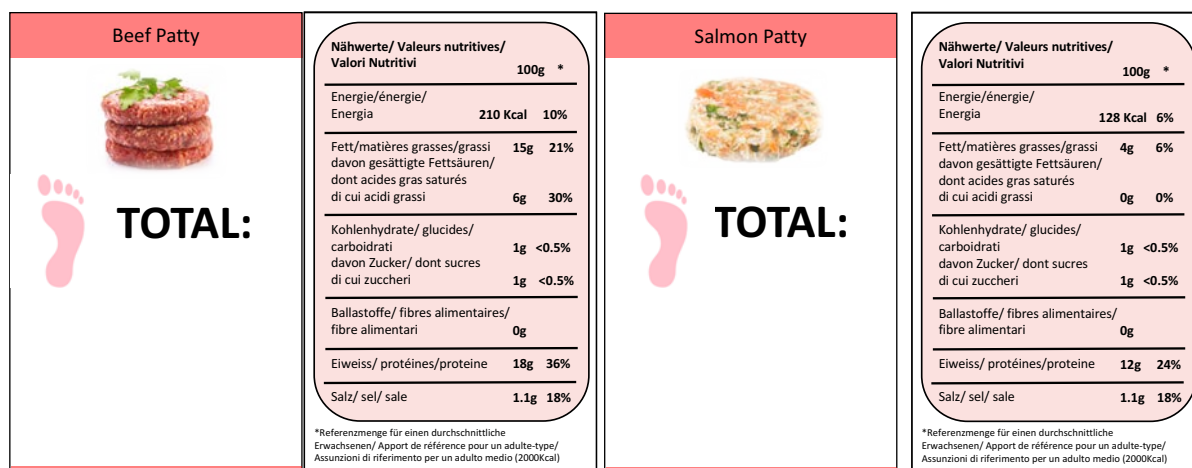 Beef Patty
TOTAL:
Nähwerte/ Valeurs nutritives/
Valori Nutritivi
100g *
Energie/énergie/
Energia 210 Kcal 10%
Fett/matières grasses/grassi 15g 21%
davon gesättigte Fettsäuren/
dont acides gras saturés
di cui acidi grassi 6g 30%
Kohlenhydrate/ glucides/
carboidrati 1g <0.5%
davon Zucker/ dont sucres
di cui zuccheri 1g <0.5%
Ballastoffe/ fibres alimentaires/
fibre alimentari 0g
Eiweiss/ protéines/proteine 18g 36%
Salz/ sel/ sale 1.1g 18%
*Referenzmenge für einen durchschnittliche
Erwachsenen/ Apport de référence pour un adulte-type/
Assunzioni di riferimento per un adulto medio (2000Kcal)
Salmon Patty
TOTAL:
Nähwerte/ Valeurs nutritives/
Valori Nutritivi
100g *
Energie/énergie/
Energia 128 Kcal 6%
Fett/matières grasses/grassi 4g 6%
davon gesättigte Fettsäuren/
dont acides gras saturés
di cui acidi grassi 0g 0%
Kohlenhydrate/ glucides/
carboidrati 1g <0.5%
davon Zucker/ dont sucres
di cui zuccheri 1g <0.5%
Ballastoffe/ fibres alimentaires/
fibre alimentari 0g
Eiweiss/ protéines/proteine 12g 24%
Salz/ sel/ sale 1.1g 18%
*Referenzmenge für einen durchschnittliche
Erwachsenen/ Apport de référence pour un adulte-type/
Assunzioni di riferimento per un adulto medio (2000Kcal)